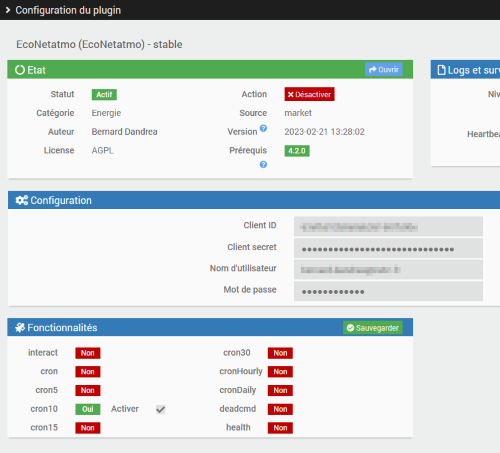 Configuration du plugin
EcoNetatmo (EcoNetatmo) - stable
Etat
Ouvrir
Logs et surv
Statut Actif Action Désactiver
Catégorie Energie Source market
Auteur Bernard Dandrea Version 2023-02-21 13:28:02
License AGPL Prérequis 4.2.0
Niv
Heartbea
Configuration
Client ID
Client secret
Nom d'utilisateur
Mot de passe
Fonctionnalités
Sauvegarder
interact Non cron30 Non
cron Non cronHourly Non
cron5 Non cronDaily Non
cron10 Oui Activer deadcmd Non
cron15 Non health Non